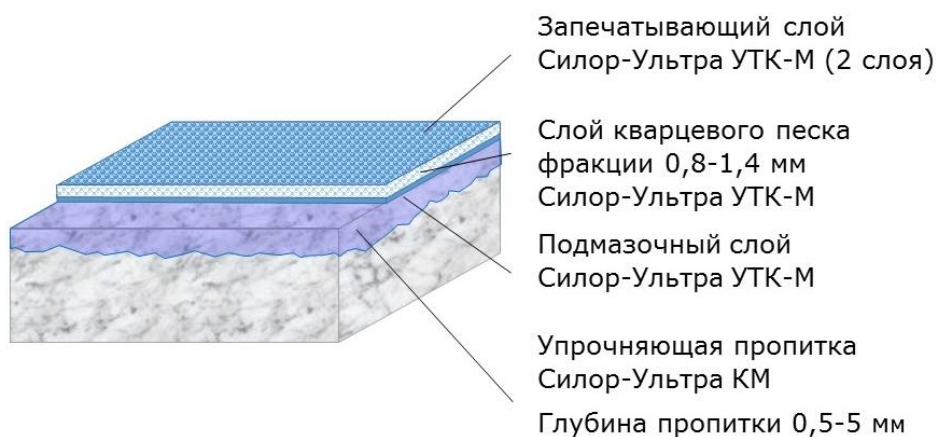 Запечатывающий слой
Силор-Ультра УТК-М (2 слоя)
Слой кварцевого песка
фракции 0,8-1,4 мм
Силор-Ультра УТК-М
Подмазочный слой
Силор-Ультра УТК-М
Упрочняющая пропитка
Силор-Ультра КМ
Глубина пропитки 0,5-5 мм